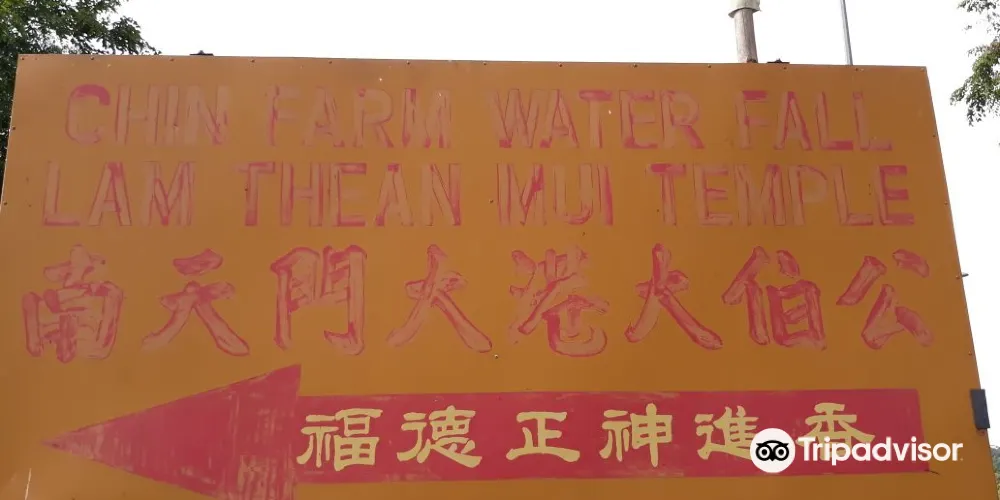 CHIN FARM WATER FALL
LAM THEAN MUI TEMPLE
南天門大港大伯公
福德正神進香
Tripadvisor